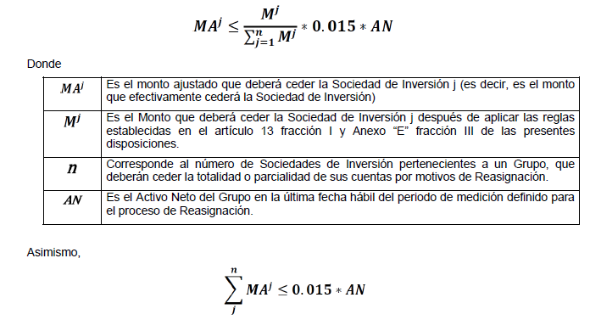 MA^j ≤ M^j / ∑_{j=1}^{n} M^j * 0.015 * AN
Donde
MA^j Es el monto ajustado que deberá ceder la Sociedad de Inversión j (es decir, es el monto
que efectivamente cederá la Sociedad de Inversión)
M^j Es el Monto que deberá ceder la Sociedad de Inversión j después de aplicar las reglas
establecidas en el artículo 13 fracción I y Anexo “E” fracción III de las presentes
disposiciones.
n Corresponde al número de Sociedades de Inversión pertenecientes a un Grupo, que
deberán ceder la totalidad o parcialidad de sus cuentas por motivos de Reasignación.
AN Es el Activo Neto del Grupo en la última fecha hábil del periodo de medición definido para
el proceso de Reasignación.
Asimismo,
∑_{j}^{n} MA^j ≤ 0.015 * AN